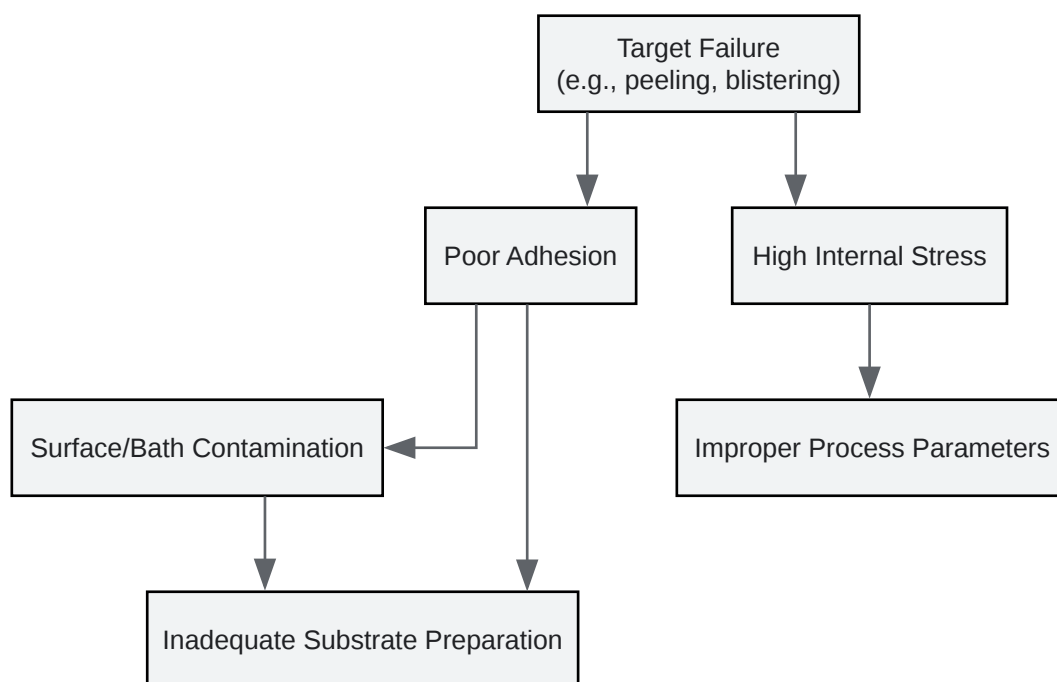 Target Failure
(e.g., peeling, blistering)
Poor Adhesion
High Internal Stress
Surface/Bath Contamination
Improper Process Parameters
Inadequate Substrate Preparation